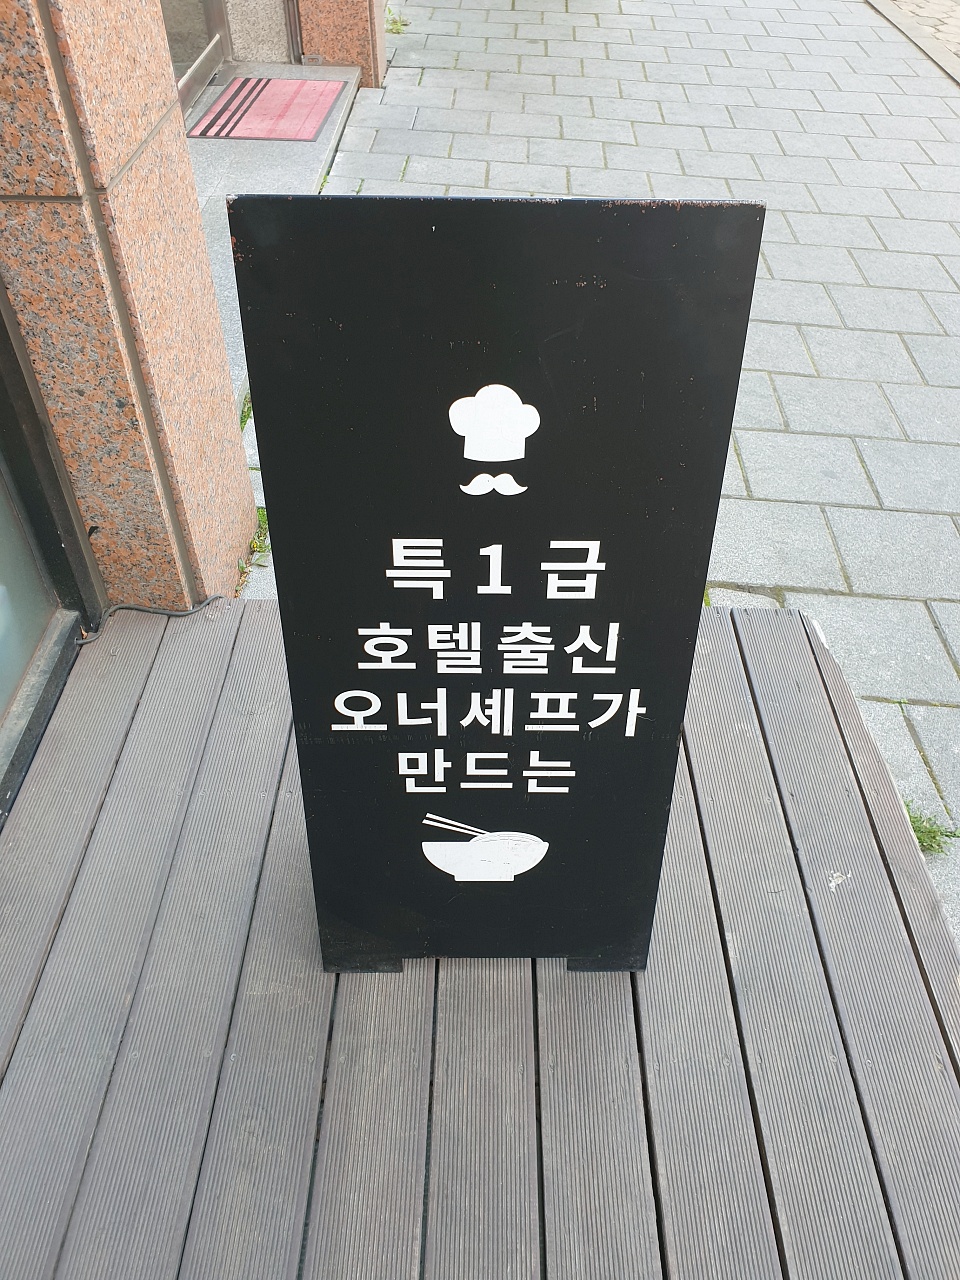 특 1 급
호텔출신
오너셰프가
만드는